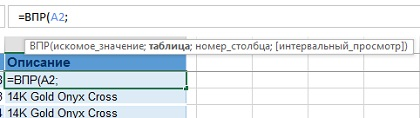 =ВПР(A2;
ВПР(искомое_значение; таблица; номер_столбца; [интервальный_просмотр])
Описание
=ВПР(A2;
14K Gold Onyx Cross
14K Gold Onyx Cross